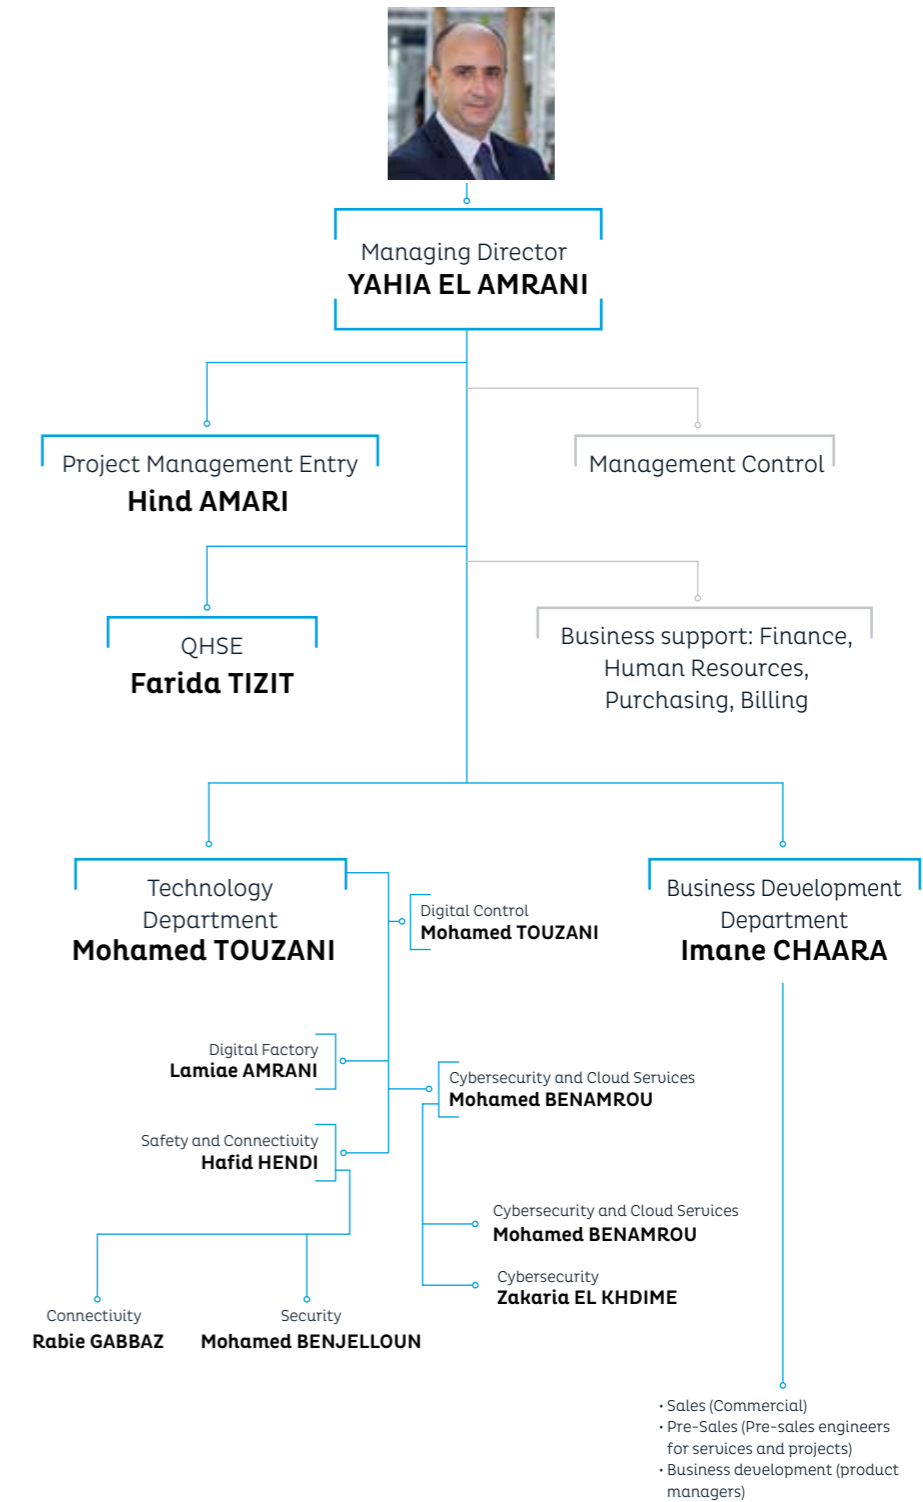 Managing Director
YAHIA EL AMRANI
Project Management Entry
Hind AMARI
Management Control
QHSE
Farida TIZIT
Business support: Finance,
Human Resources,
Purchasing, Billing
Technology
Department
Mohamed TOUZANI
Digital Control
Mohamed TOUZANI
Business Development
Department
Imane CHAARA
Digital Factory
Lamiae AMRANI
Cybersecurity and Cloud Services
Mohamed BENAMROU
Safety and Connectivity
Hafid HENDI
Cybersecurity and Cloud Services
Mohamed BENAMROU
Cybersecurity
Zakaria EL KHDIME
Connectivity
Rabie GABBAZ
Security
Mohamed BENJELLOUN
• Sales (Commercial)
• Pre-Sales (Pre-sales engineers
for services and projects)
• Business development (product
managers)